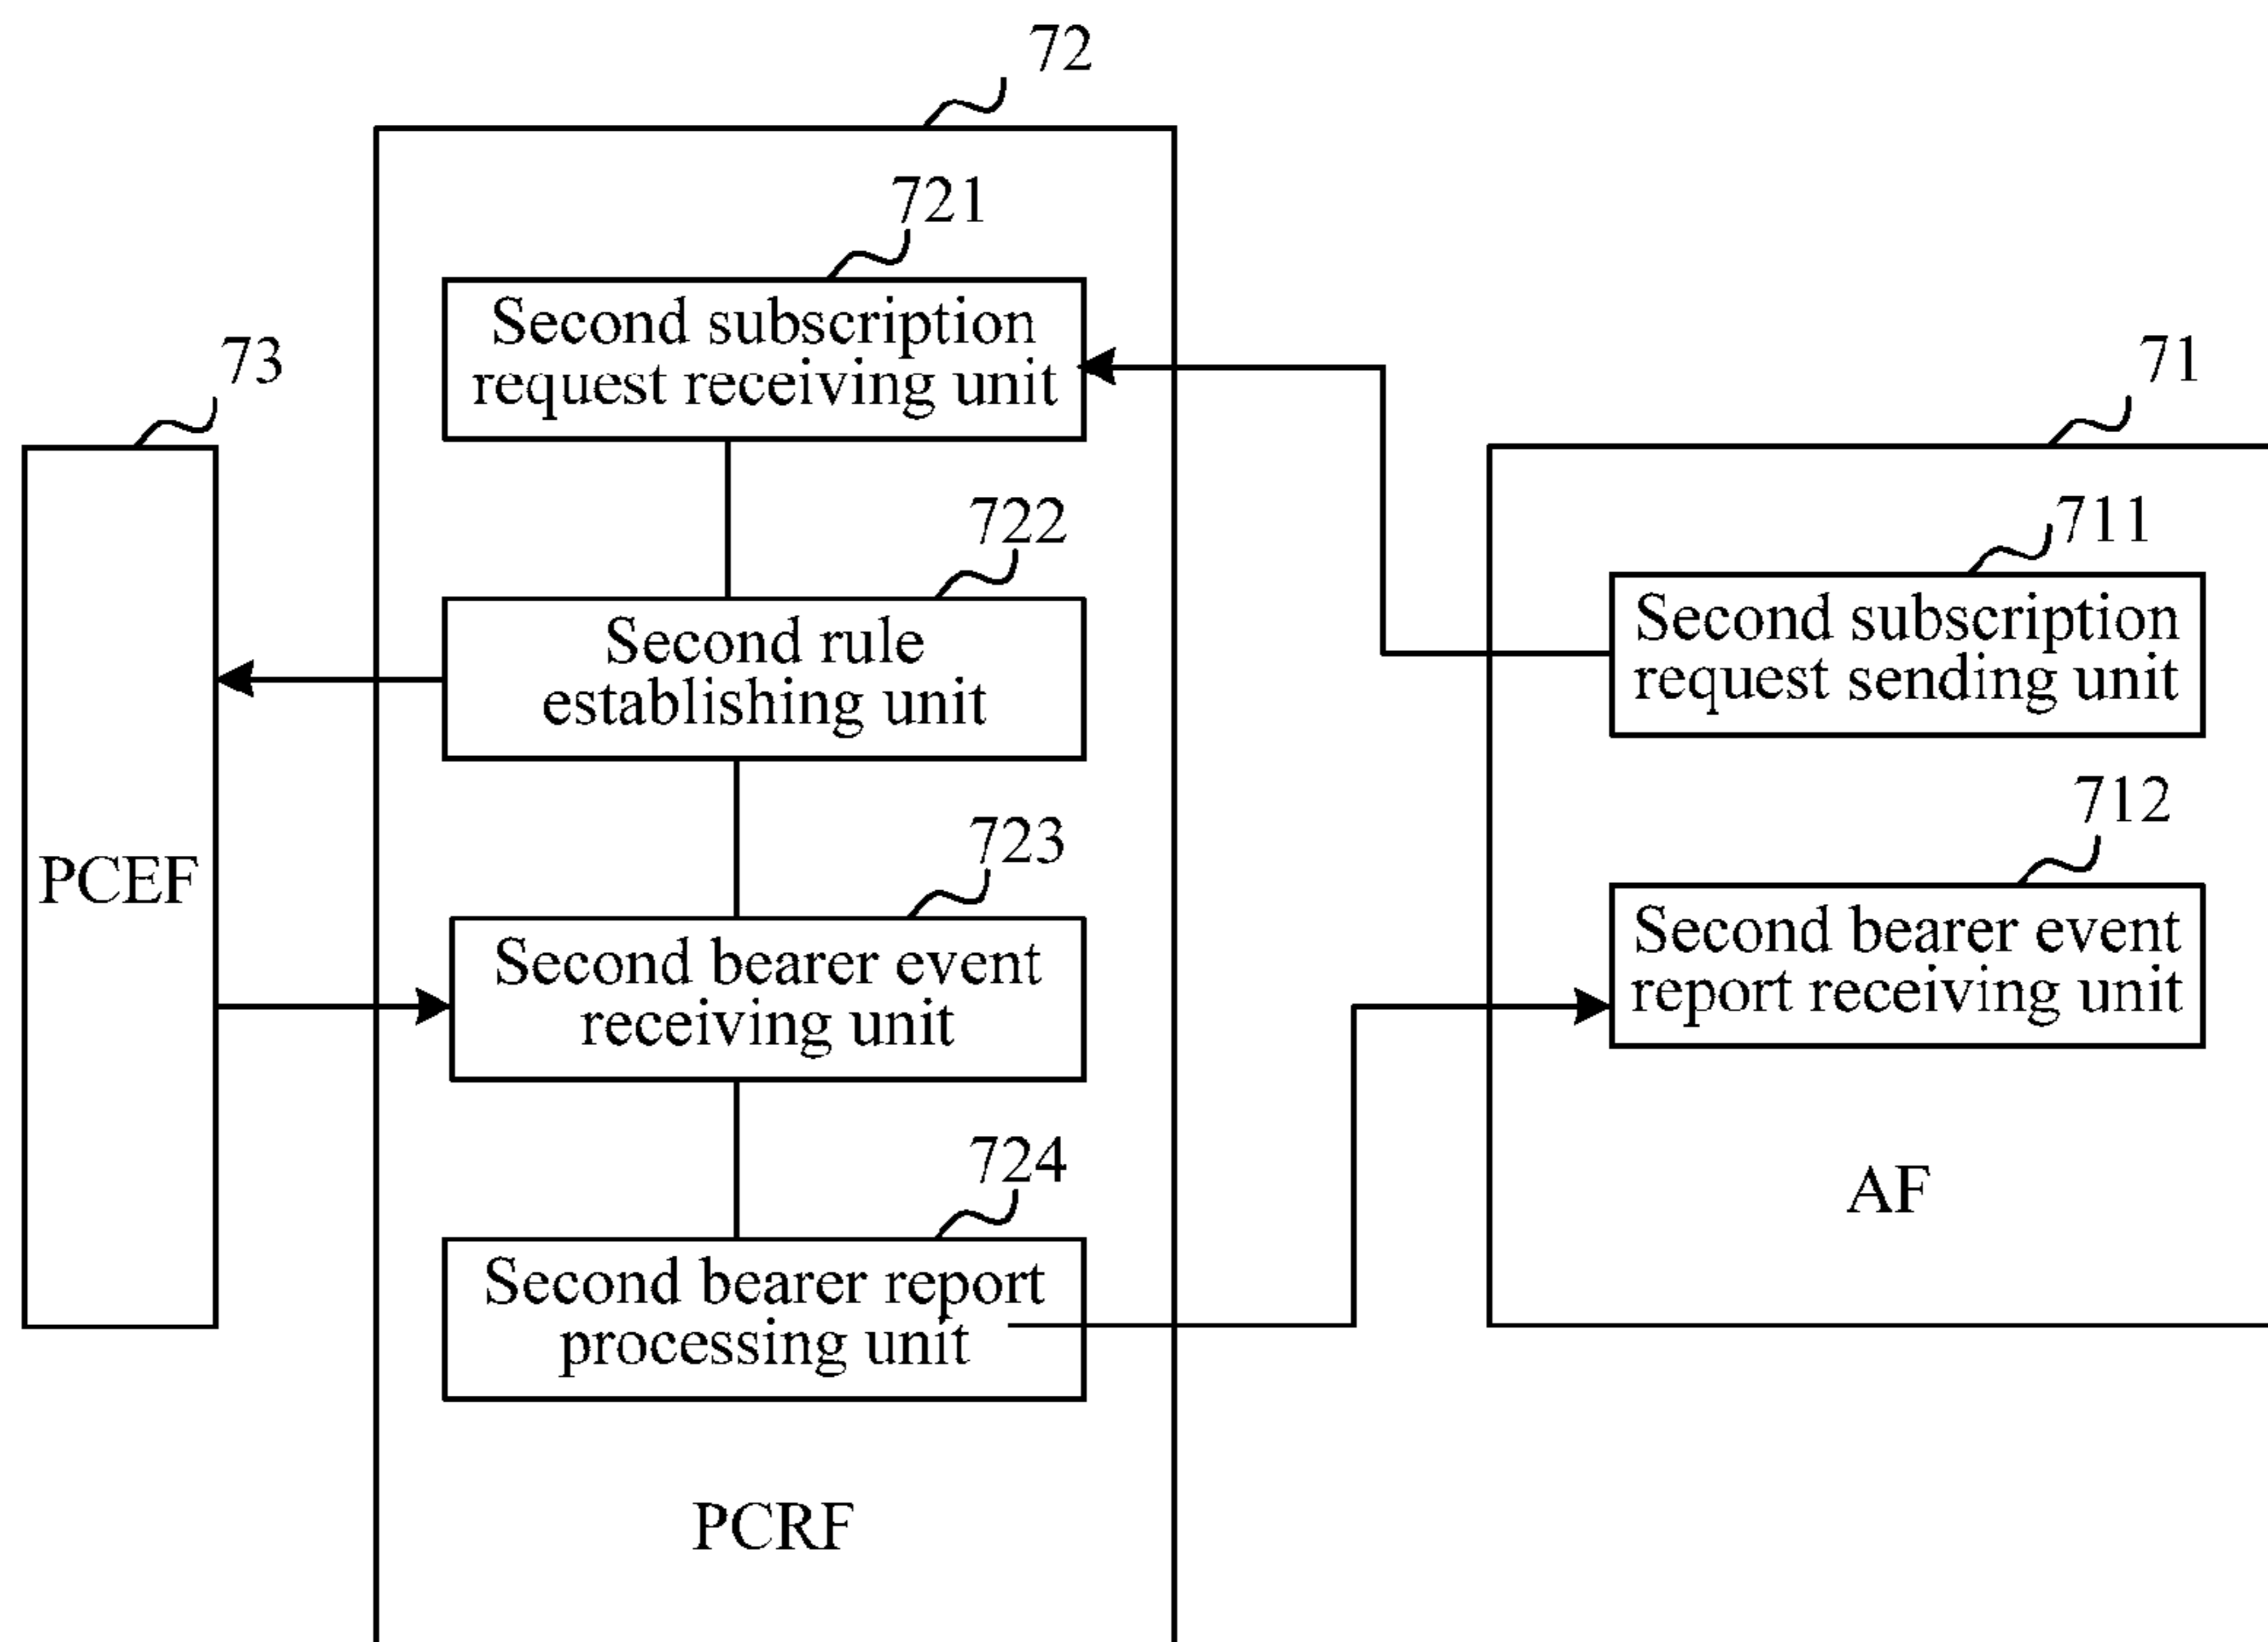 72
721
Second subscription
request receiving unit
73
71
722
711
Second rule
establishing unit
Second subscription
request sending unit
723
712
PCEF
Second bearer event
receiving unit
Second bearer event
report receiving unit
724
Second bearer report
processing unit
AF
PCRF